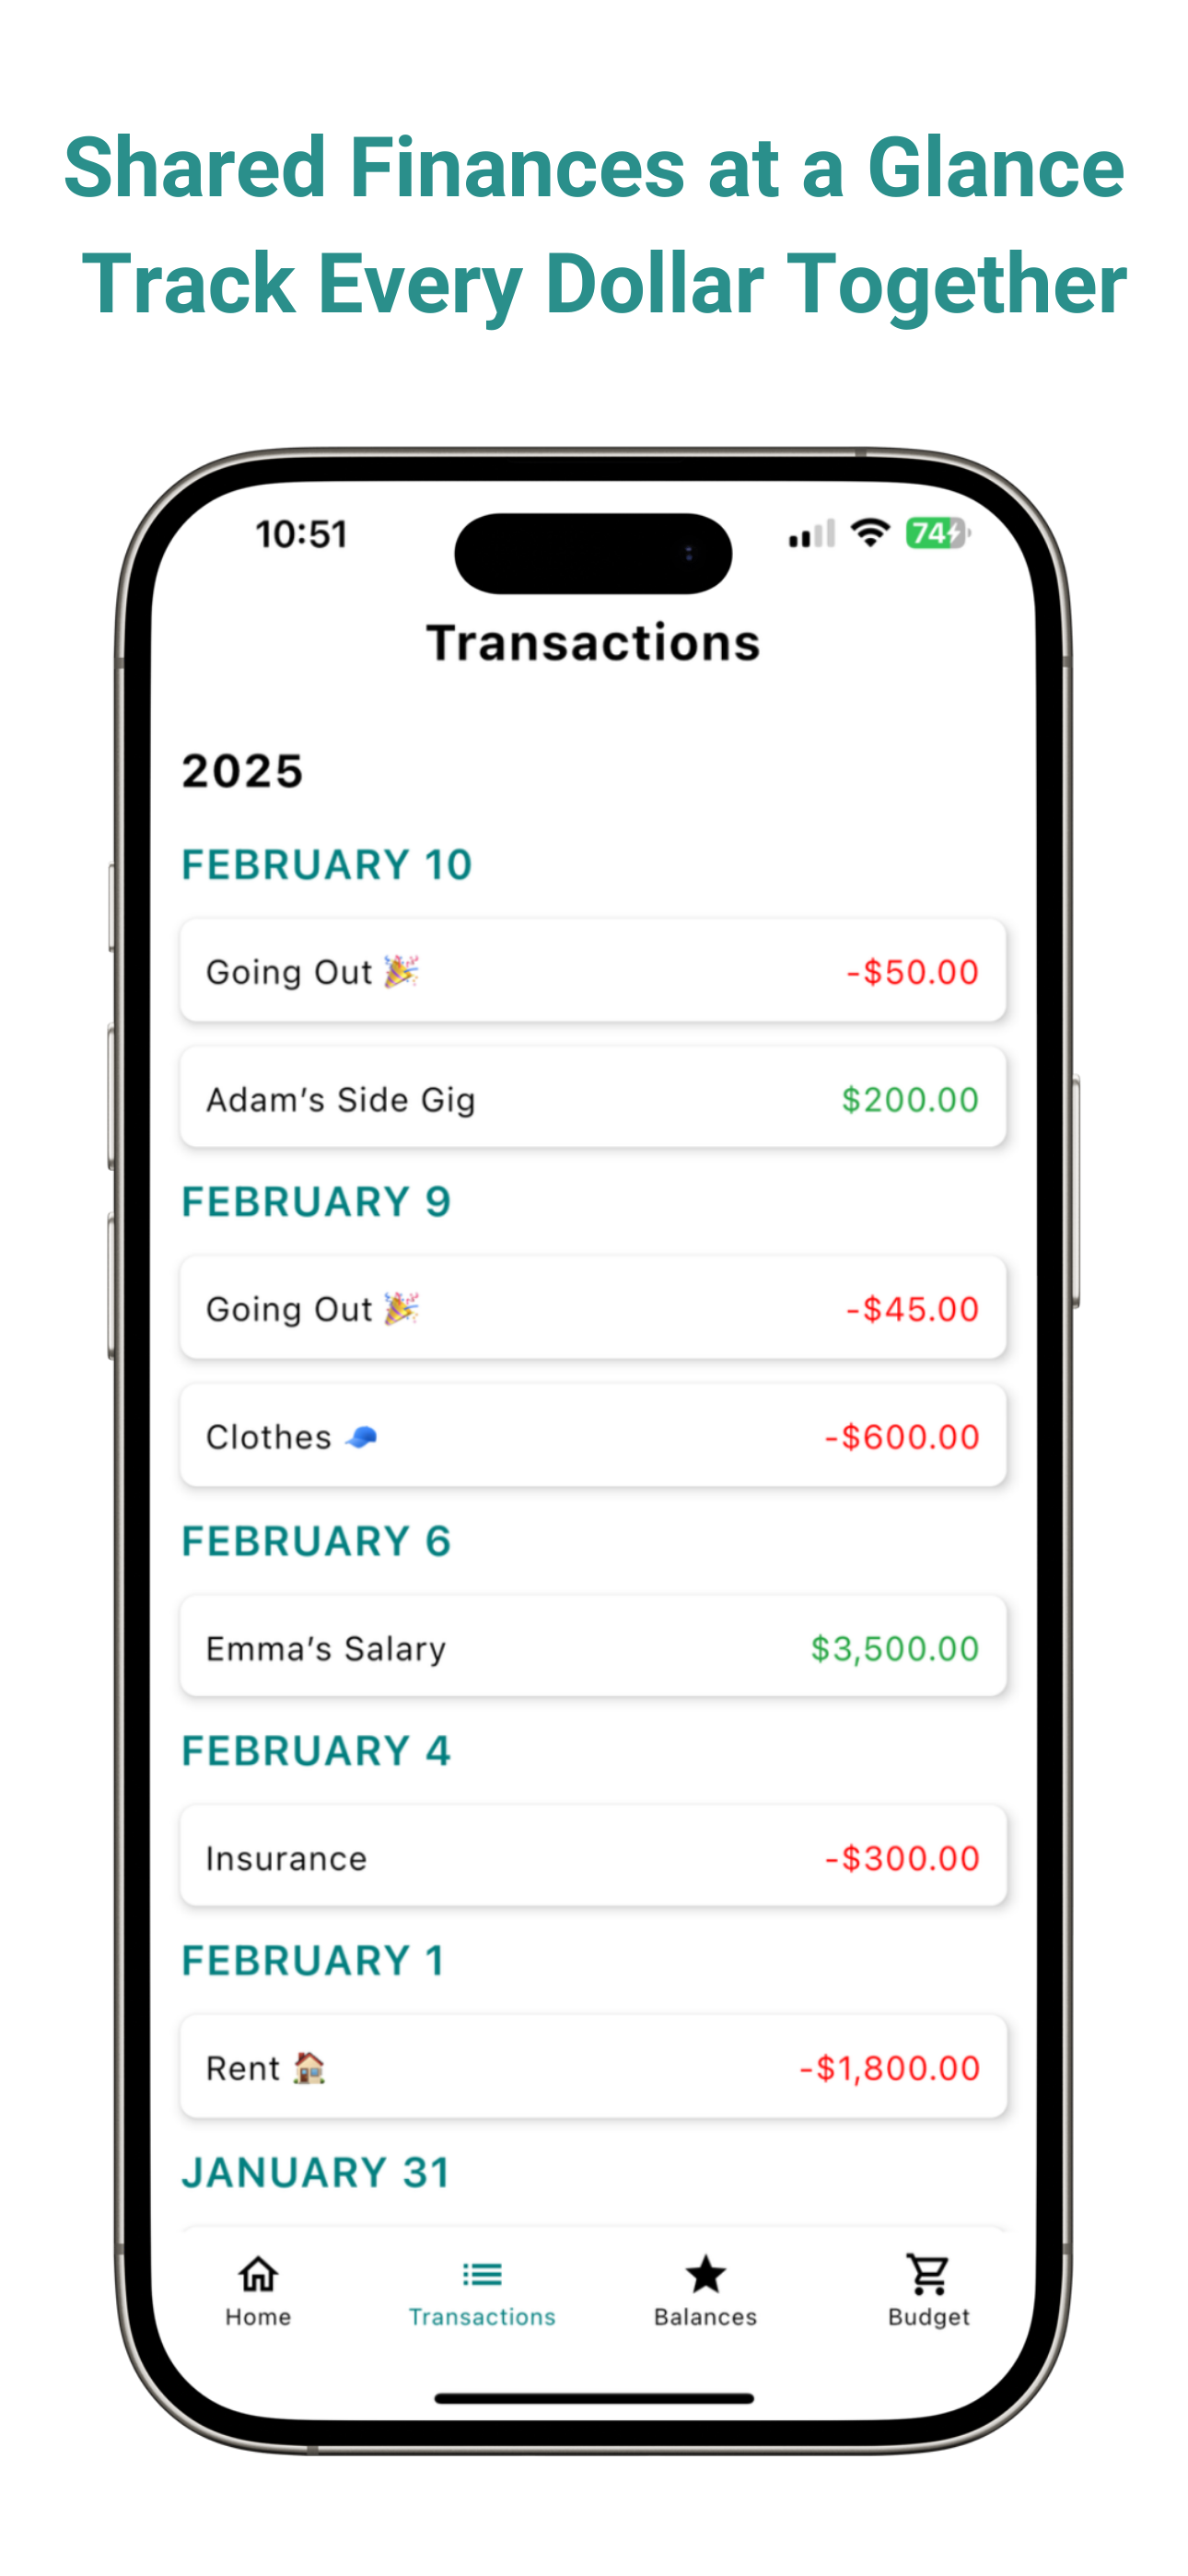 Shared Finances at a Glance
Track Every Dollar Together
10:51
74
Transactions
2025
FEBRUARY 10
Going Out 🎉 -$50.00
Adam’s Side Gig $200.00
FEBRUARY 9
Going Out 🎉 -$45.00
Clothes 🧢 -$600.00
FEBRUARY 6
Emma’s Salary $3,500.00
FEBRUARY 4
Insurance -$300.00
FEBRUARY 1
Rent 🏠 -$1,800.00
JANUARY 31
Home Transactions Balances Budget